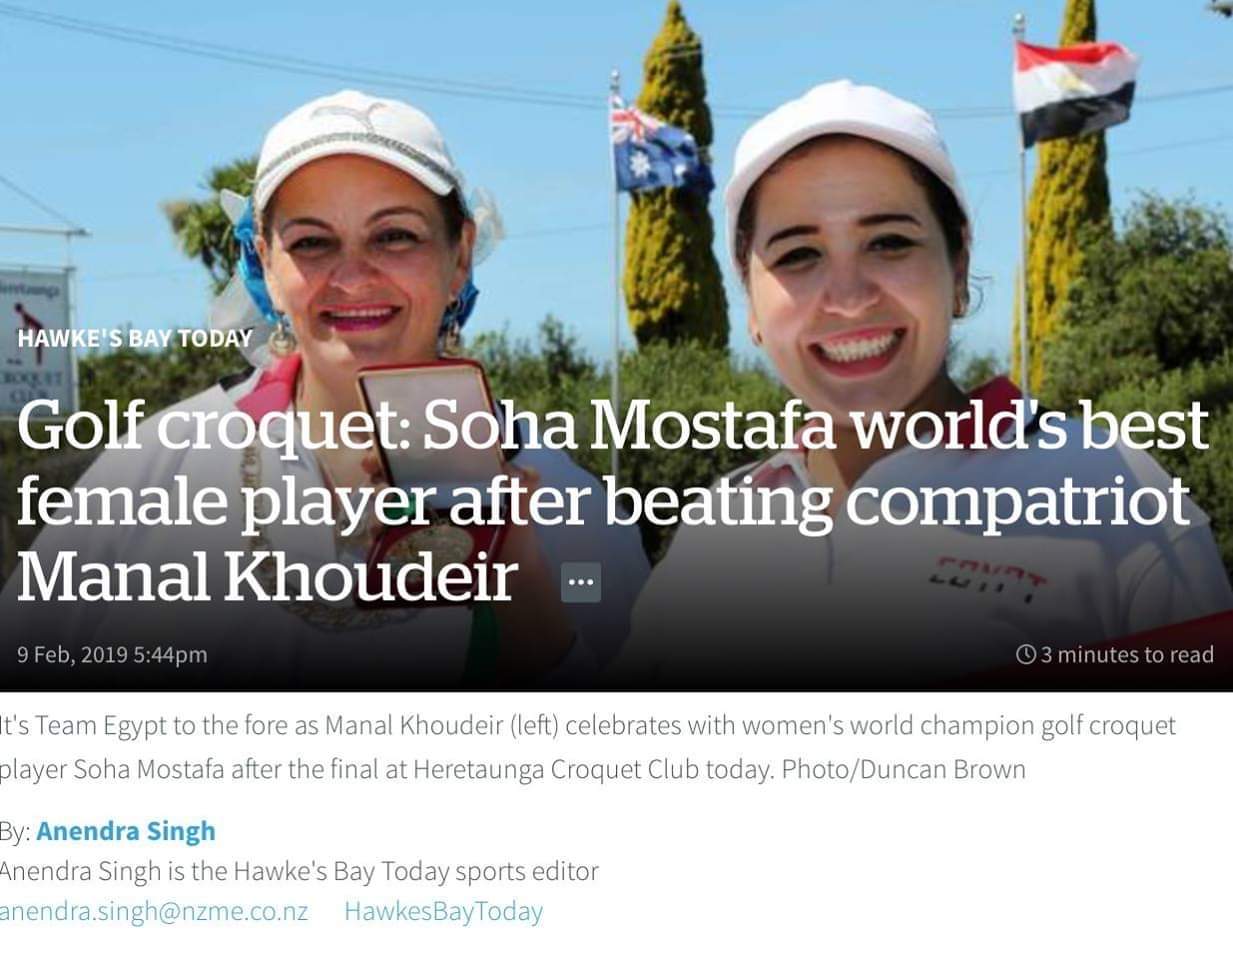 HAWKE'S BAY TODAY
Golf croquet: Soha Mostafa world's best
female player after beating compatriot
Manal Khoudeir ...
9 Feb, 2019 5:44pm
3 minutes to read
It's Team Egypt to the fore as Manal Khoudeir (left) celebrates with women's world champion golf croquet
player Soha Mostafa after the final at Heretaunga Croquet Club today. Photo/Duncan Brown
By: Anendra Singh
Anendra Singh is the Hawke's Bay Today sports editor
anendra.singh@nzme.co.nz HawkesBayToday
EGYPT